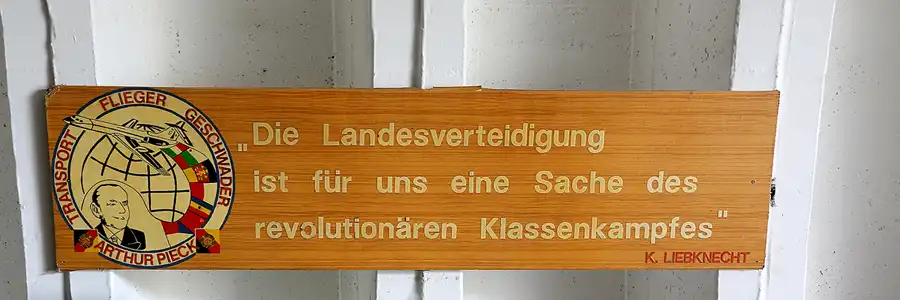 TRANSPORT FLIEGER GESCHWADER
ARTHUR PIECK
„Die Landesverteidigung
ist für uns eine Sache des
revolutionären Klassenkampfes"
K. LIEBKNECHT